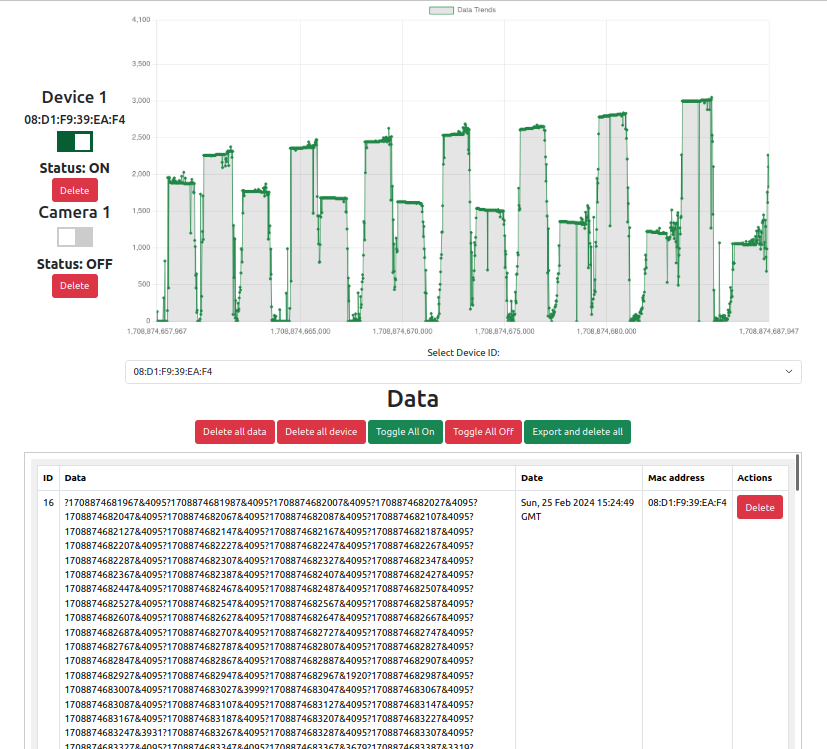 Data Trends
4,100
3,500
3,000
2,500
2,000
1,500
1,000
500
0
1,708,874,657,967
1,708,874,665,000
1,708,874,670,000
1,708,874,675,000
1,708,874,680,000
1,708,874,687,947
Device 1
08:D1:F9:39:EA:F4
Status: ON
Delete
Camera 1
Status: OFF
Delete
Select Device ID:
08:D1:F9:39:EA:F4
Data
Delete all data Delete all device Toggle All On Toggle All Off Export and delete all
ID Data Date Mac address Actions
16 ?1708874681967&4095?1708874681987&4095?1708874682007&4095?1708874682027&4095? Sun, 25 Feb 2024 15:24:49 08:D1:F9:39:EA:F4 Delete
1708874682047&4095?1708874682067&4095?1708874682087&4095?1708874682107&4095? GMT
1708874682127&4095?1708874682147&4095?1708874682167&4095?1708874682187&4095?
1708874682207&4095?1708874682227&4095?1708874682247&4095?1708874682267&4095?
1708874682287&4095?1708874682307&4095?1708874682327&4095?1708874682347&4095?
1708874682367&4095?1708874682387&4095?1708874682407&4095?1708874682427&4095?
1708874682447&4095?1708874682467&4095?1708874682487&4095?1708874682507&4095?
1708874682527&4095?1708874682547&4095?1708874682567&4095?1708874682587&4095?
1708874682607&4095?1708874682627&4095?1708874682647&4095?1708874682667&4095?
1708874682687&4095?1708874682707&4095?1708874682727&4095?1708874682747&4095?
1708874682767&4095?1708874682787&4095?1708874682807&4095?1708874682827&4095?
1708874682847&4095?1708874682867&4095?1708874682887&4095?1708874682907&4095?
1708874682927&4095?1708874682947&4095?1708874682967&1920?1708874682987&4095?
1708874683007&4095?1708874683027&3999?1708874683047&4095?1708874683067&4095?
1708874683087&4095?1708874683107&4095?1708874683127&4095?1708874683147&4095?
1708874683167&4095?1708874683187&4095?1708874683207&4095?1708874683227&4095?
1708874683247&3931?1708874683267&4095?1708874683287&4095?1708874683307&4095?
1708874683327&4095?1708874683347&4095?1708874683367&3679?1708874683387&3319?